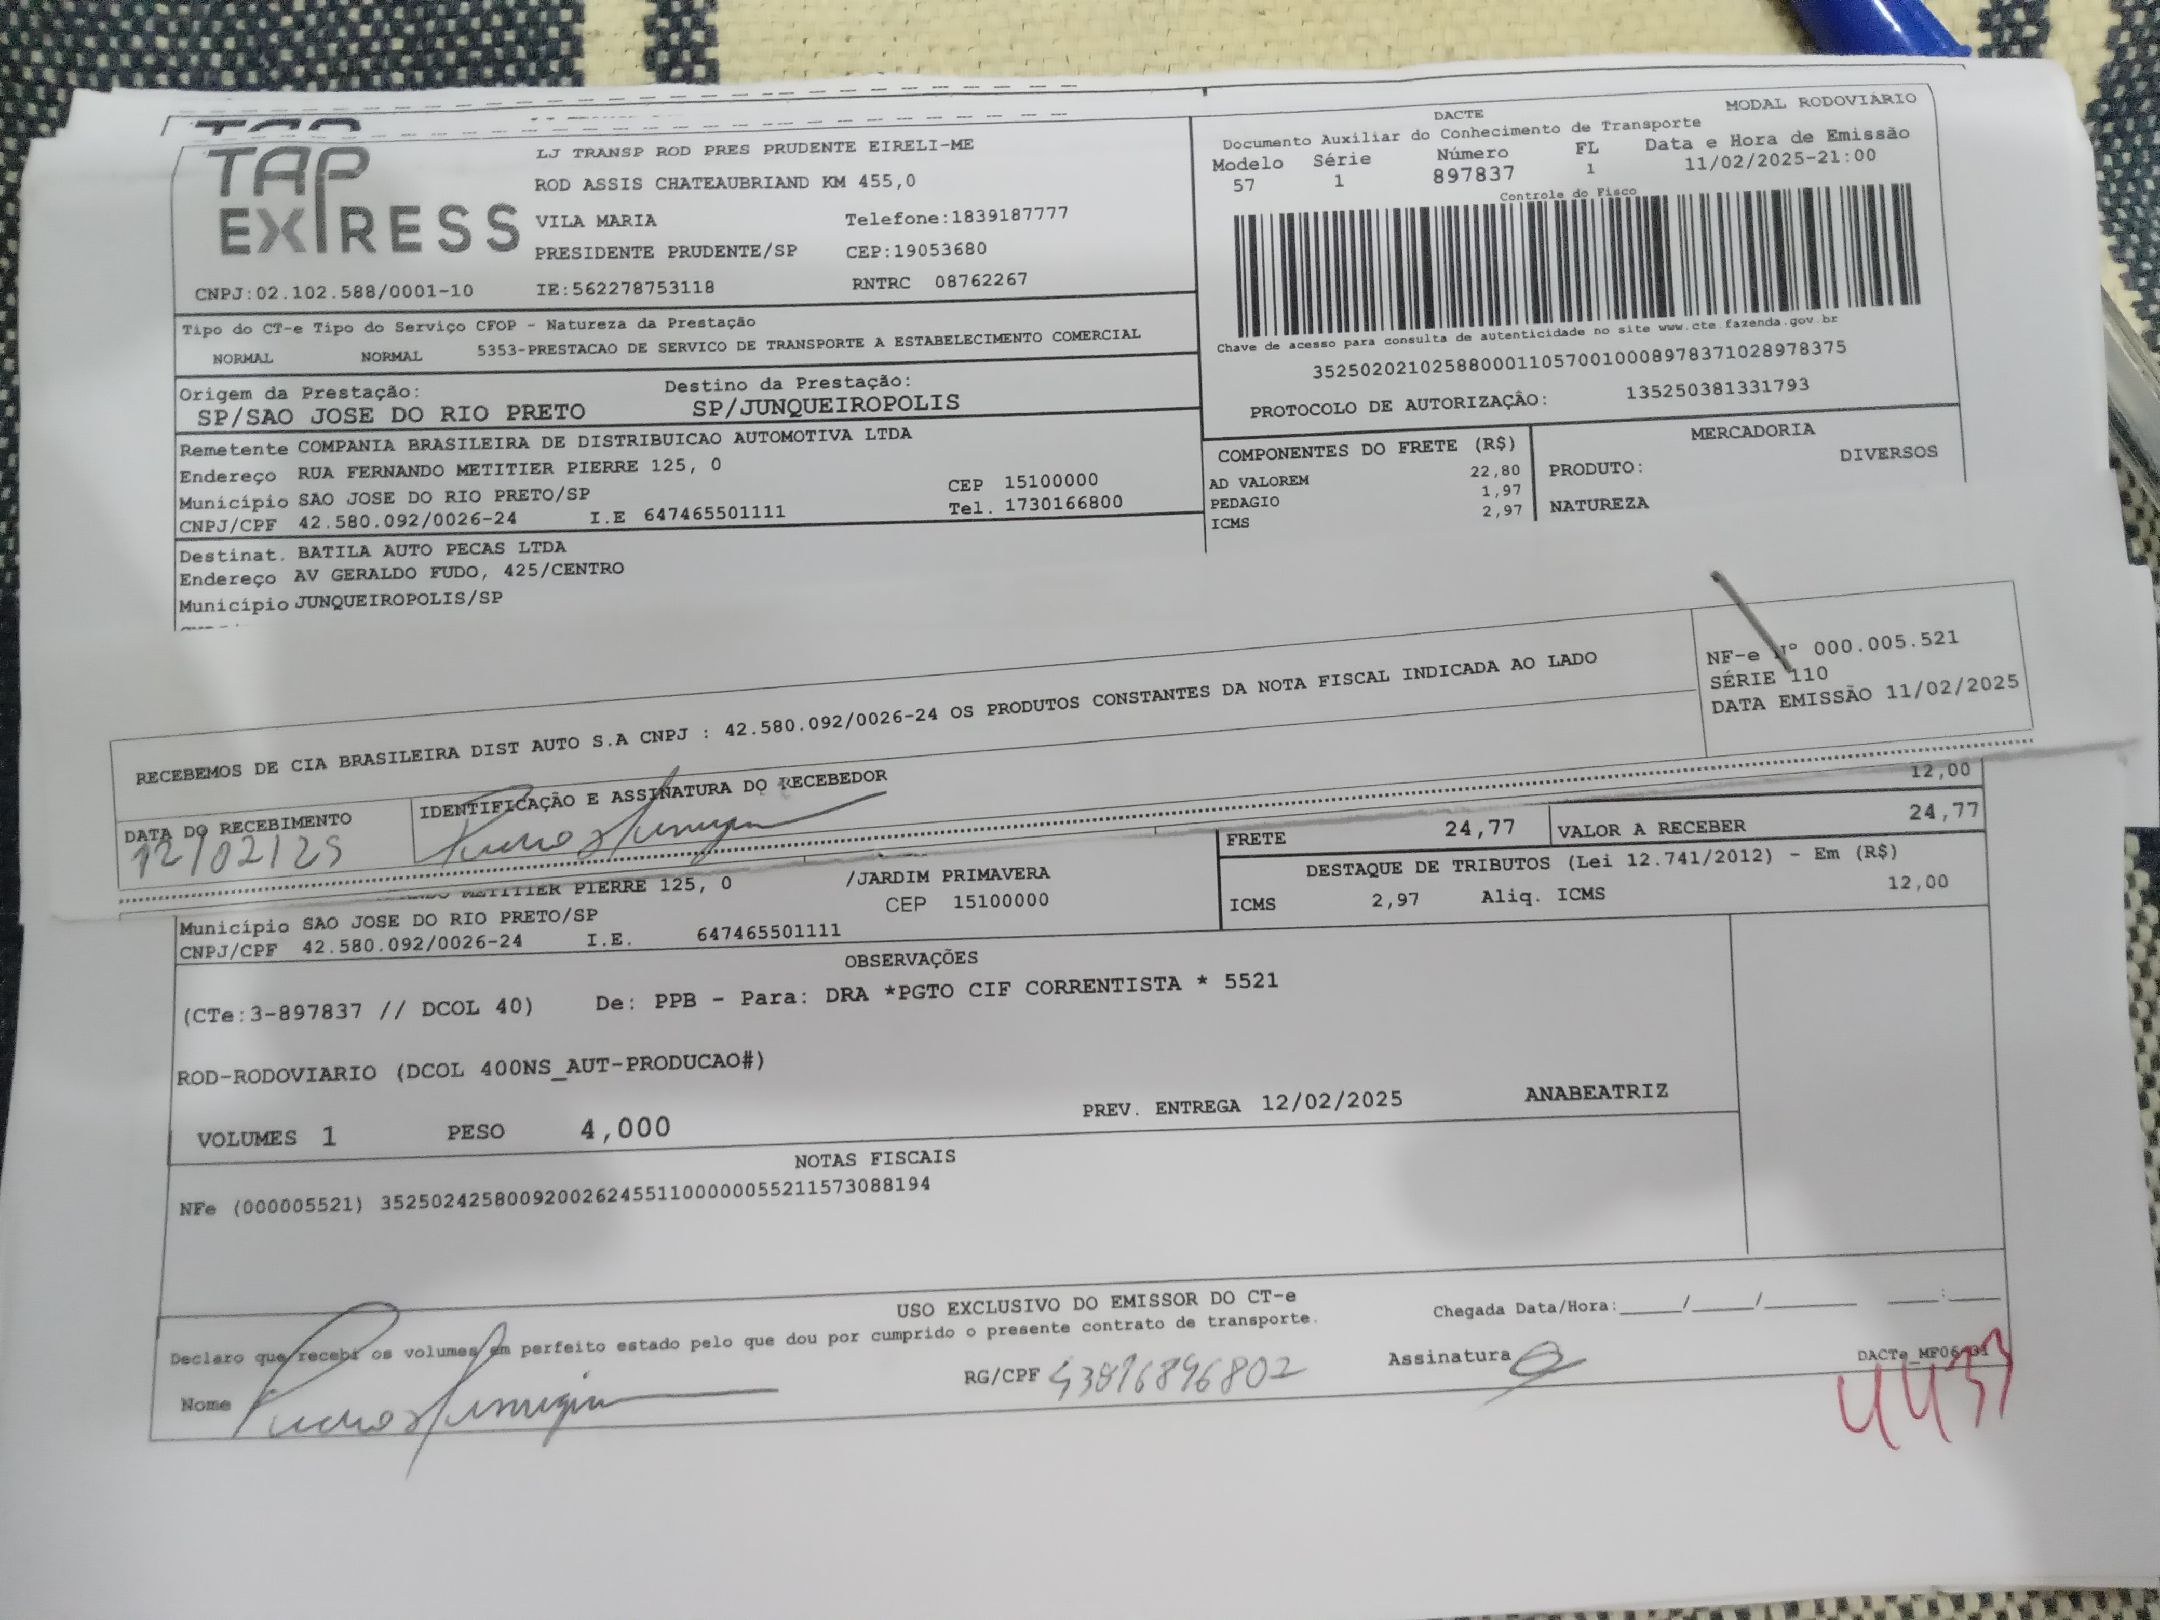 TAP EXPRESS
LJ TRANSP ROD PRES PRUDENTE EIRELI-ME
ROD ASSIS CHATEAUBRIAND KM 455,0
VILA MARIA Telefone:1839187777
PRESIDENTE PRUDENTE/SP CEP:19053680
CNPJ:02.102.588/0001-10 IE:562278753118 RNTRC 08762267
DACTE MODAL RODOVIÁRIO
Documento Auxiliar do Conhecimento de Transporte
Modelo Série Número FL Data e Hora de Emissão
57 1 897837 1 11/02/2025-21:00
Controle do Fisco
Chave de acesso para consulta de autenticidade no site www.cte.fazenda.gov.br
35250202102588000110570010008978371028978375
PROTOCOLO DE AUTORIZAÇÃO: 135250381331793
Tipo do CT-e Tipo do Serviço CFOP - Natureza da Prestação
NORMAL NORMAL 5353-PRESTACAO DE SERVICO DE TRANSPORTE A ESTABELECIMENTO COMERCIAL
Origem da Prestação: Destino da Prestação:
SP/SAO JOSE DO RIO PRETO SP/JUNQUEIROPOLIS
Remetente COMPANIA BRASILEIRA DE DISTRIBUICAO AUTOMOTIVA LTDA
Endereço RUA FERNANDO METITIER PIERRE 125, 0
Município SAO JOSE DO RIO PRETO/SP CEP 15100000
CNPJ/CPF 42.580.092/0026-24 I.E 647465501111 Tel. 1730166800
COMPONENTES DO FRETE (R$) MERCADORIA
AD VALOREM 22,80 PRODUTO: DIVERSOS
PEDAGIO 1,97 NATUREZA
ICMS 2,97
Destinat. BATILA AUTO PECAS LTDA
Endereço AV GERALDO FUDO, 425/CENTRO
Município JUNQUEIROPOLIS/SP
RECEBEMOS DE CIA BRASILEIRA DIST AUTO S.A CNPJ : 42.580.092/0026-24 OS PRODUTOS CONSTANTES DA NOTA FISCAL INDICADA AO LADO
NF-e Nº 000.005.521
SÉRIE 110
DATA EMISSÃO 11/02/2025
DATA DO RECEBIMENTO IDENTIFICAÇÃO E ASSINATURA DO RECEBEDOR
12/02/25
12,00
FRETE 24,77 VALOR A RECEBER 24,77
DESTAQUE DE TRIBUTOS (Lei 12.741/2012) - Em (R$)
ICMS 2,97 Aliq. ICMS 12,00
METITIER PIERRE 125, 0 /JARDIM PRIMAVERA
Município SAO JOSE DO RIO PRETO/SP CEP 15100000
CNPJ/CPF 42.580.092/0026-24 I.E. 647465501111
OBSERVAÇÕES
(CTe:3-897837 // DCOL 40) De: PPB - Para: DRA *PGTO CIF CORRENTISTA * 5521
ROD-RODOVIARIO (DCOL 400NS_AUT-PRODUCAO#)
VOLUMES 1 PESO 4,000 PREV. ENTREGA 12/02/2025 ANABEATRIZ
NOTAS FISCAIS
NFe (000005521) 35250242580092002624551100000055211573088194
USO EXCLUSIVO DO EMISSOR DO CT-e
Declaro que recebi os volumes em perfeito estado pelo que dou por cumprido o presente contrato de transporte.
Chegada Data/Hora:_____/_____/_______ ____:____
Nome RG/CPF 43816896802 Assinatura